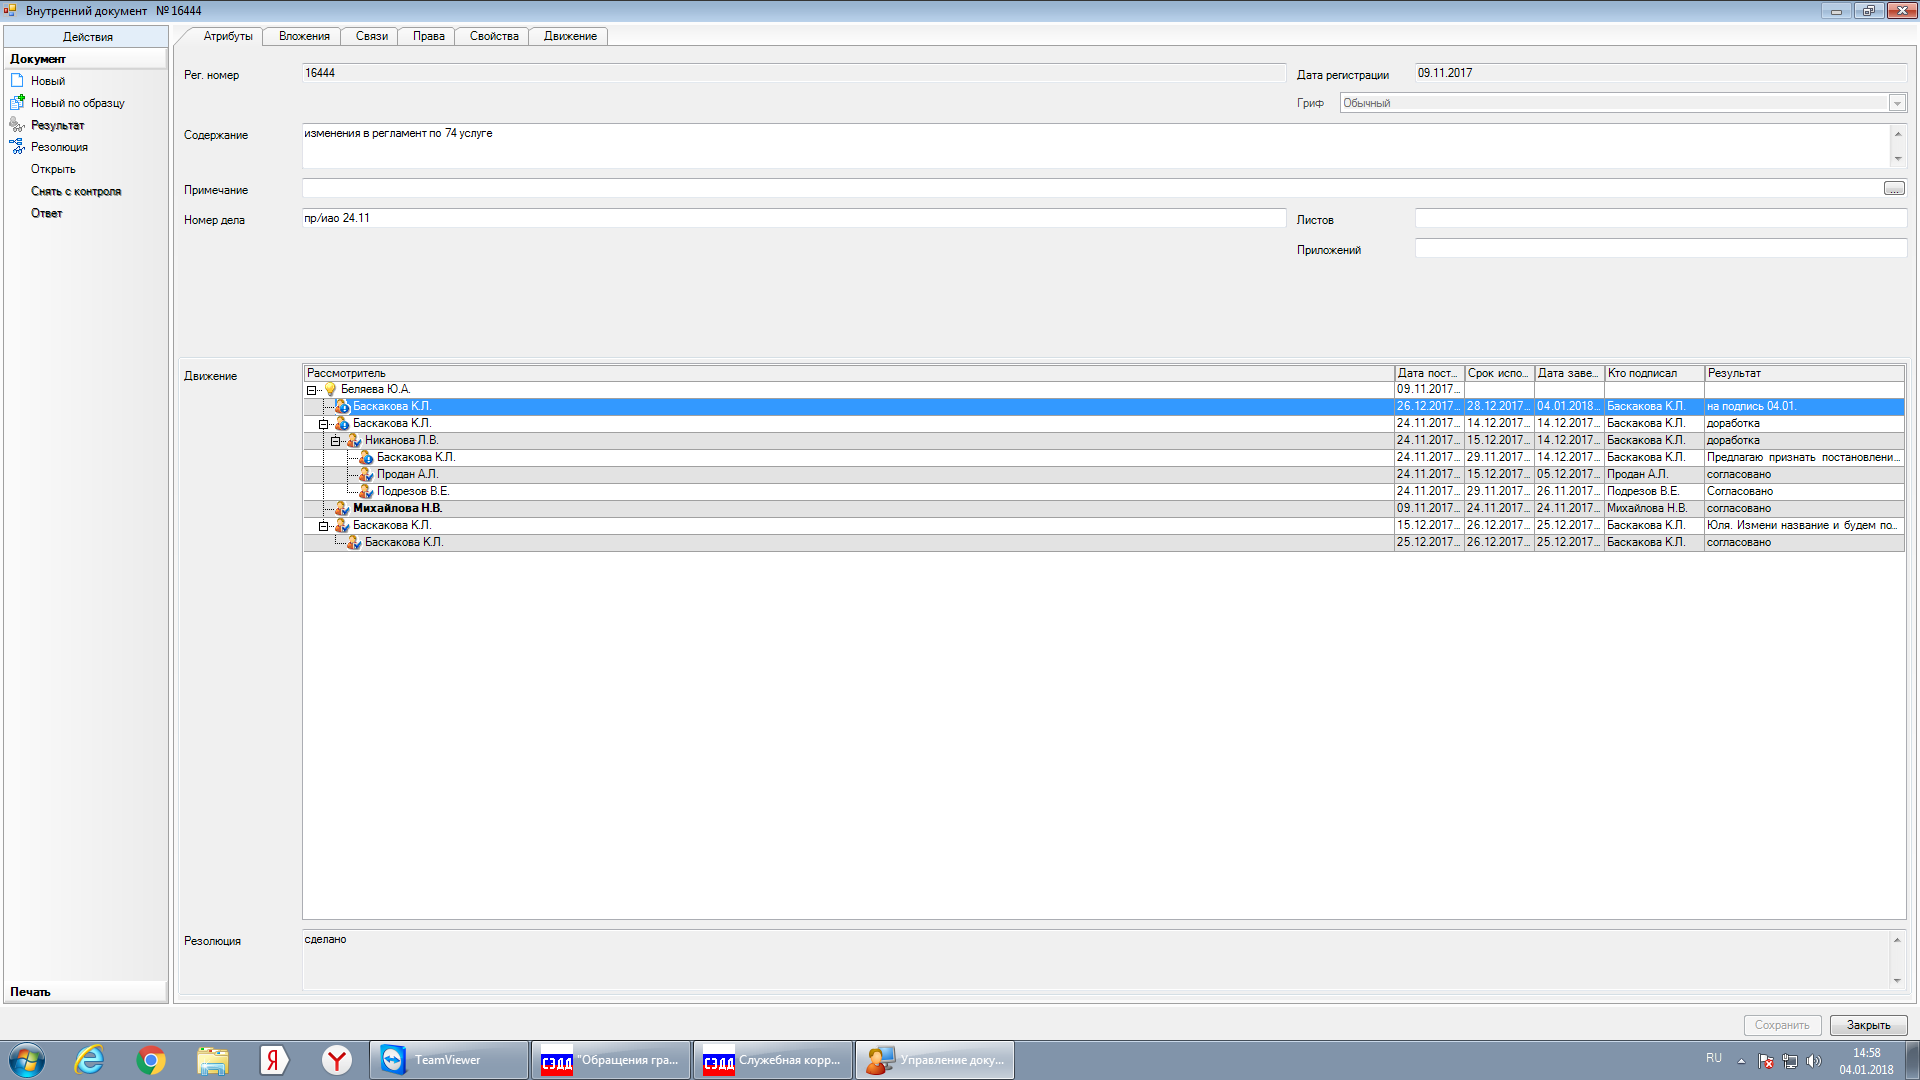 Внутренний документ № 16444
Действия
Документ
Новый
Новый по образцу
Результат
Резолюция
Открыть
Снять с контроля
Ответ
Печать
Атрибуты Вложения Связи Права Свойства Движение
Рег. номер 16444 Дата регистрации 09.11.2017
Гриф Обычный
Содержание изменения в регламент по 74 услуге
Примечание ...
Номер дела пр/иао 24.11 Листов
Приложений
Движение
Рассмотритель Дата пост... Срок испо... Дата заве... Кто подписал Результат
Беляева Ю.А. 09.11.2017...
Баскакова К.Л. 26.12.2017... 28.12.2017... 04.01.2018... Баскакова К.Л. на подпись 04.01.
Баскакова К.Л. 24.11.2017... 14.12.2017... 14.12.2017... Баскакова К.Л. доработка
Никанова Л.В. 24.11.2017... 15.12.2017... 14.12.2017... Баскакова К.Л. доработка
Баскакова К.Л. 24.11.2017... 29.11.2017... 14.12.2017... Баскакова К.Л. Предлагаю признать постановлени...
Продан А.Л. 24.11.2017... 15.12.2017... 05.12.2017... Продан А.Л. согласовано
Подрезов В.Е. 24.11.2017... 29.11.2017... 26.11.2017... Подрезов В.Е. Согласовано
Михайлова Н.В. 09.11.2017... 24.11.2017... 24.11.2017... Михайлова Н.В. согласовано
Баскакова К.Л. 15.12.2017... 26.12.2017... 25.12.2017... Баскакова К.Л. Юля. Измени название и будем по...
Баскакова К.Л. 25.12.2017... 26.12.2017... 25.12.2017... Баскакова К.Л. согласовано
Резолюция сделано
Сохранить Закрыть
TeamViewer
СЭДД "Обращения гра...
СЭДД Служебная корр...
Управление доку...
RU
14:58
04.01.2018